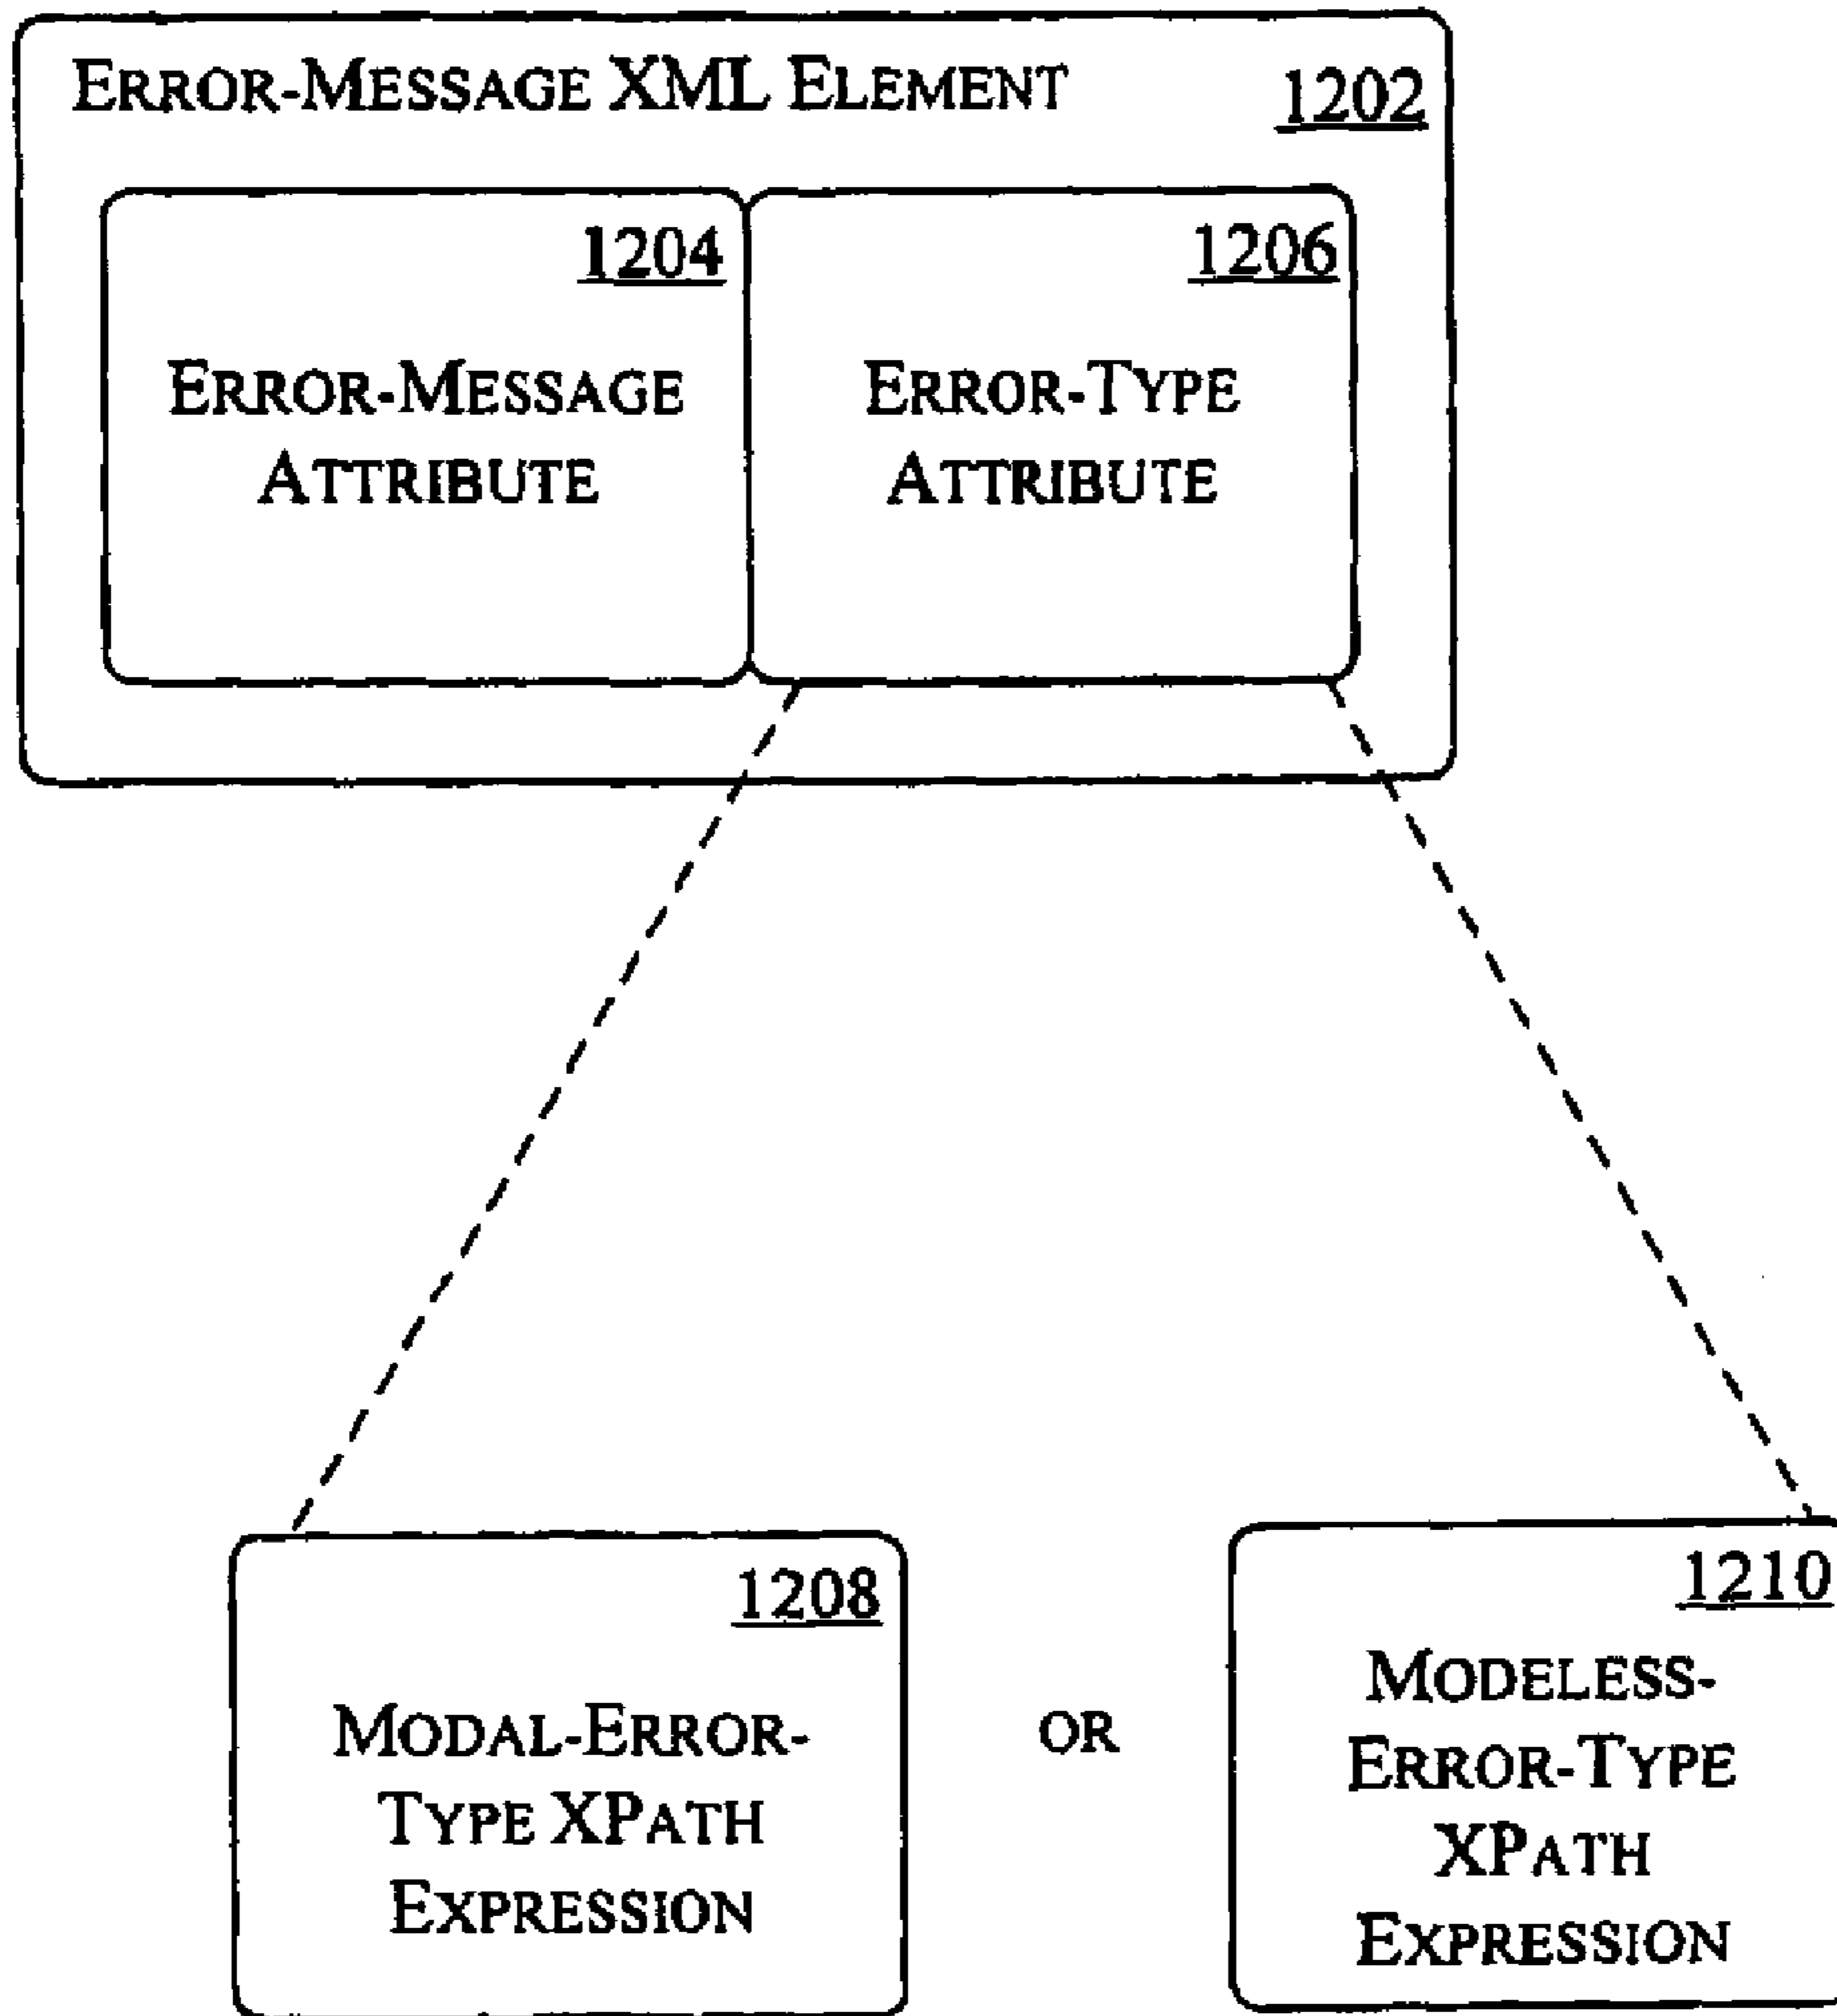 ERROR-MESSAGE XML ELEMENT 1202
1204
ERROR-MESSAGE
ATTRIBUTE
1206
ERROR-TYPE
ATTRIBUTE
1208
MODAL-ERROR-
TYPE XPATH
EXPRESSION
OR
1210
MODELESS-
ERROR-TYPE
XPATH
EXPRESSION